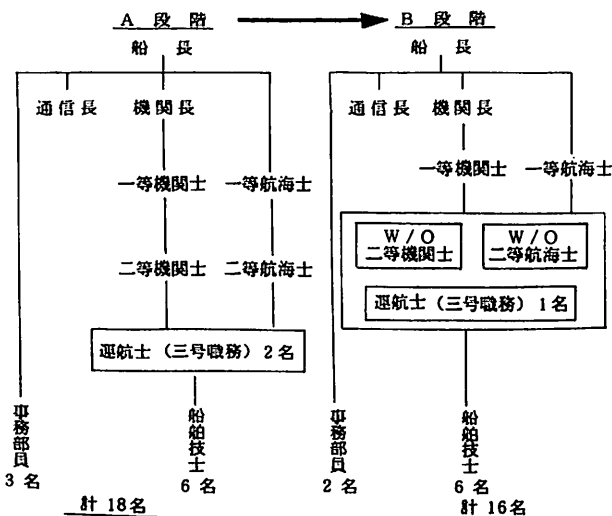 A 段 階
船 長
通信長 機関長
一等機関士 一等航海士
二等機関士 二等航海士
運航士 (三号職務) 2名
事務部員
3 名
船舶技士
6 名
計 18名
B 段 階
船 長
通信長 機関長
一等機関士 一等航海士
W/O
二等機関士
W/O
二等航海士
運航士 (三号職務) 1名
事務部員
2 名
船舶技士
6 名
計 16名